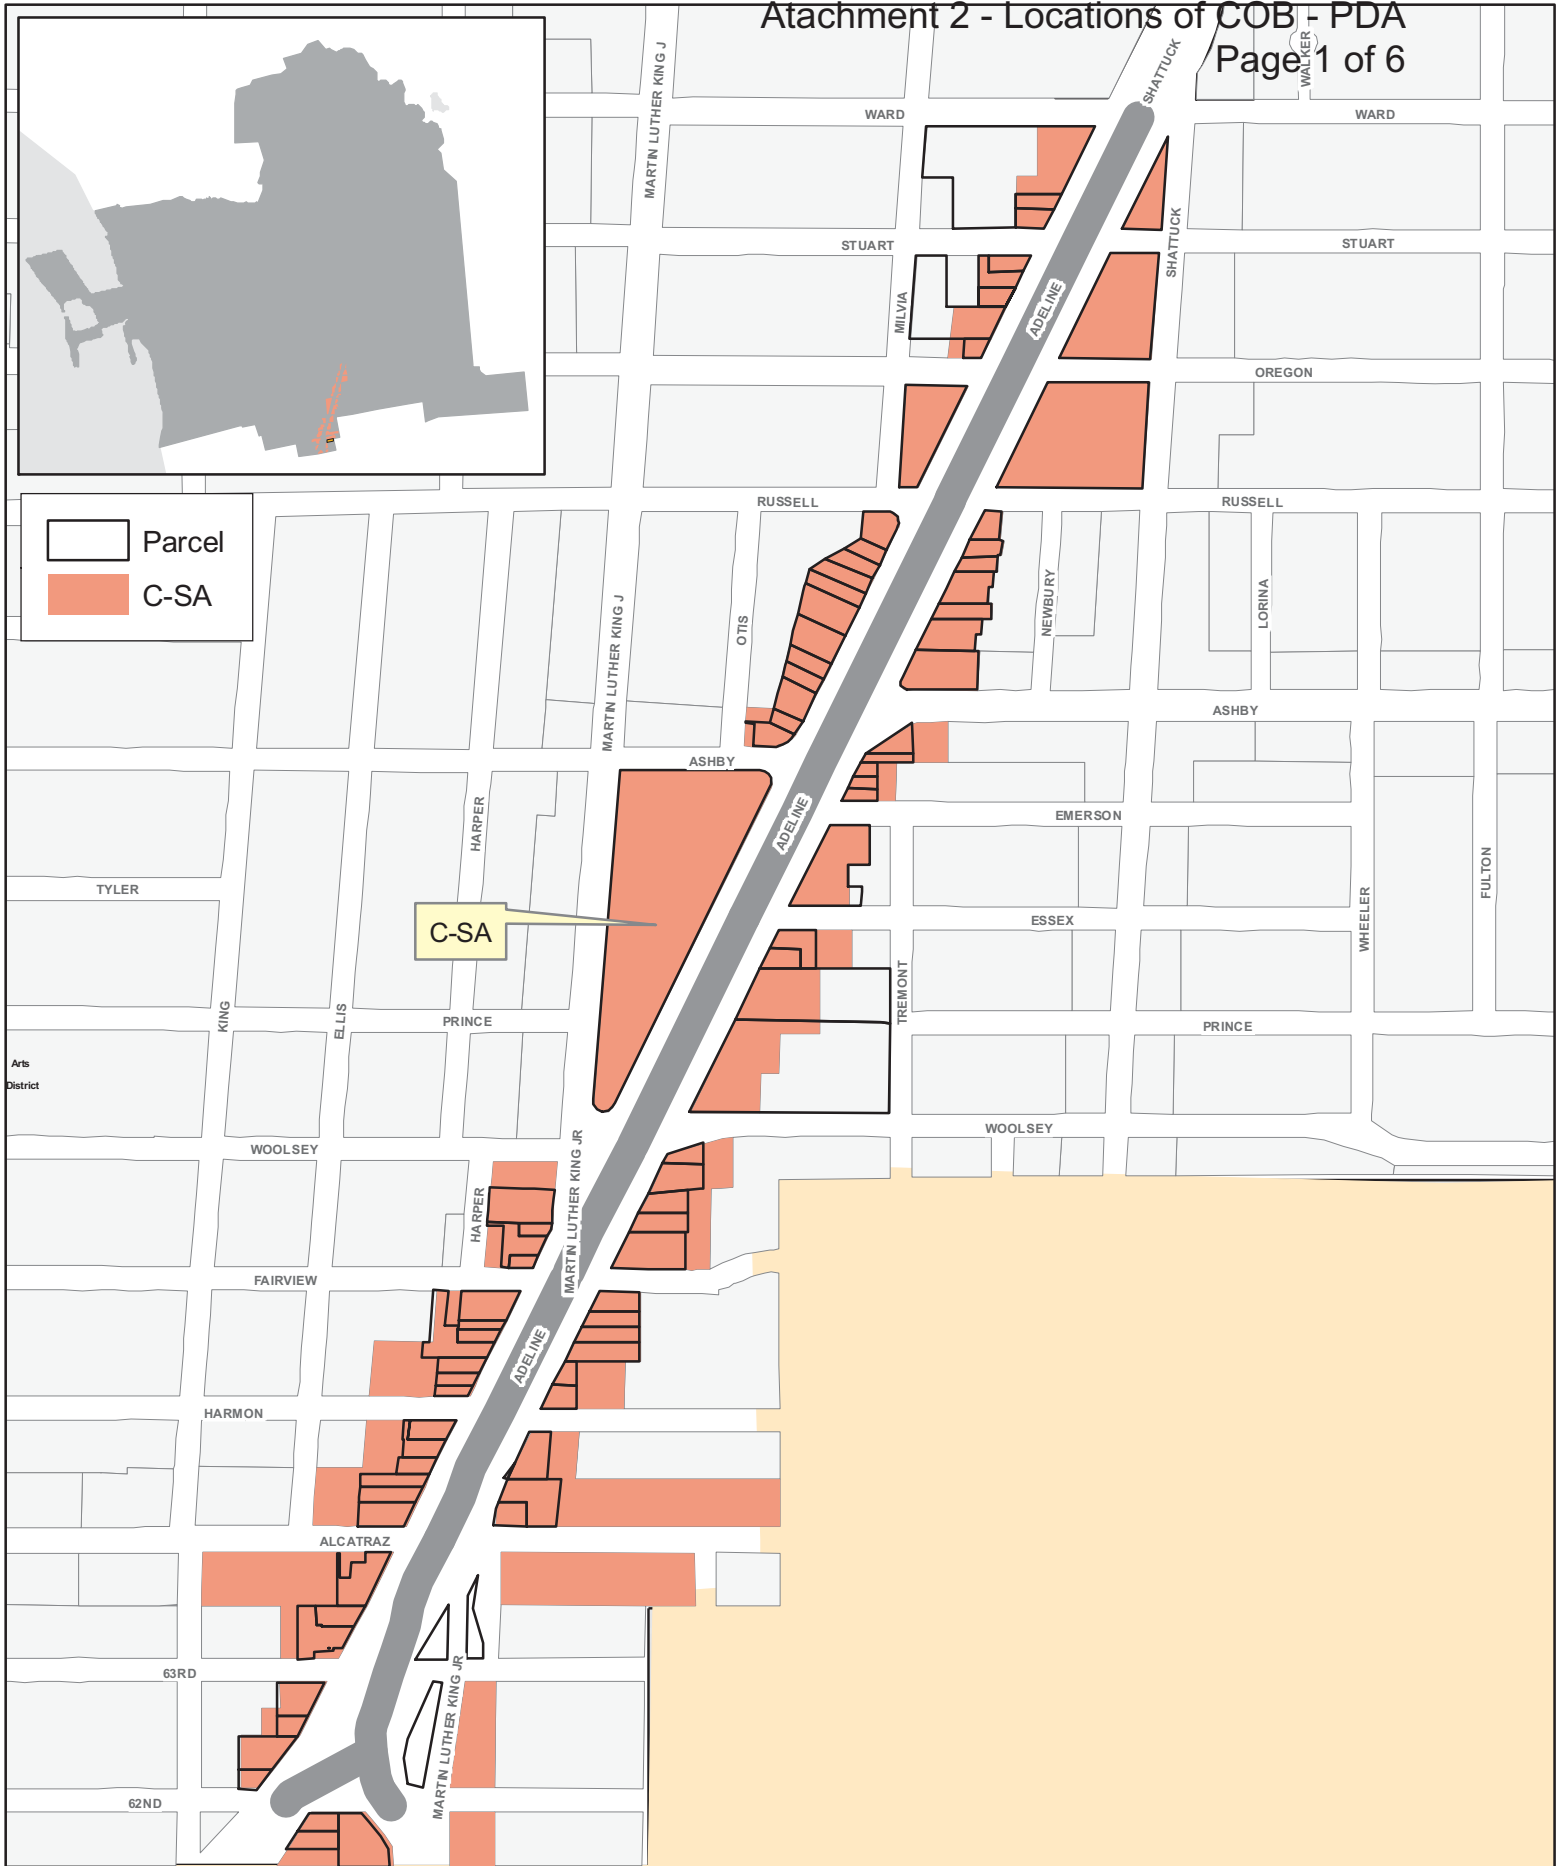 Atachment 2 - Locations of COB - PDA
Page 1 of 6
SHATTUCK
WALKER
MARTIN LUTHER KING J
WARD
WARD
SHATTUCK
STUART
STUART
MILVIA
ADELINE
OREGON
RUSSELL
RUSSELL
Parcel
C-SA
NEWBURY
LORINA
OTIS
MARTIN LUTHER KING J
ASHBY
ASHBY
HARPER
ADELINE
EMERSON
TYLER
FULTON
WHEELER
C-SA
ESSEX
TREMONT
KING
ELLIS
PRINCE
PRINCE
Arts
District
WOOLSEY
WOOLSEY
HARPER
MARTIN LUTHER KING JR
FAIRVIEW
ADELINE
HARMON
ALCATRAZ
63RD
MARTIN LUTHER KING JR
62ND